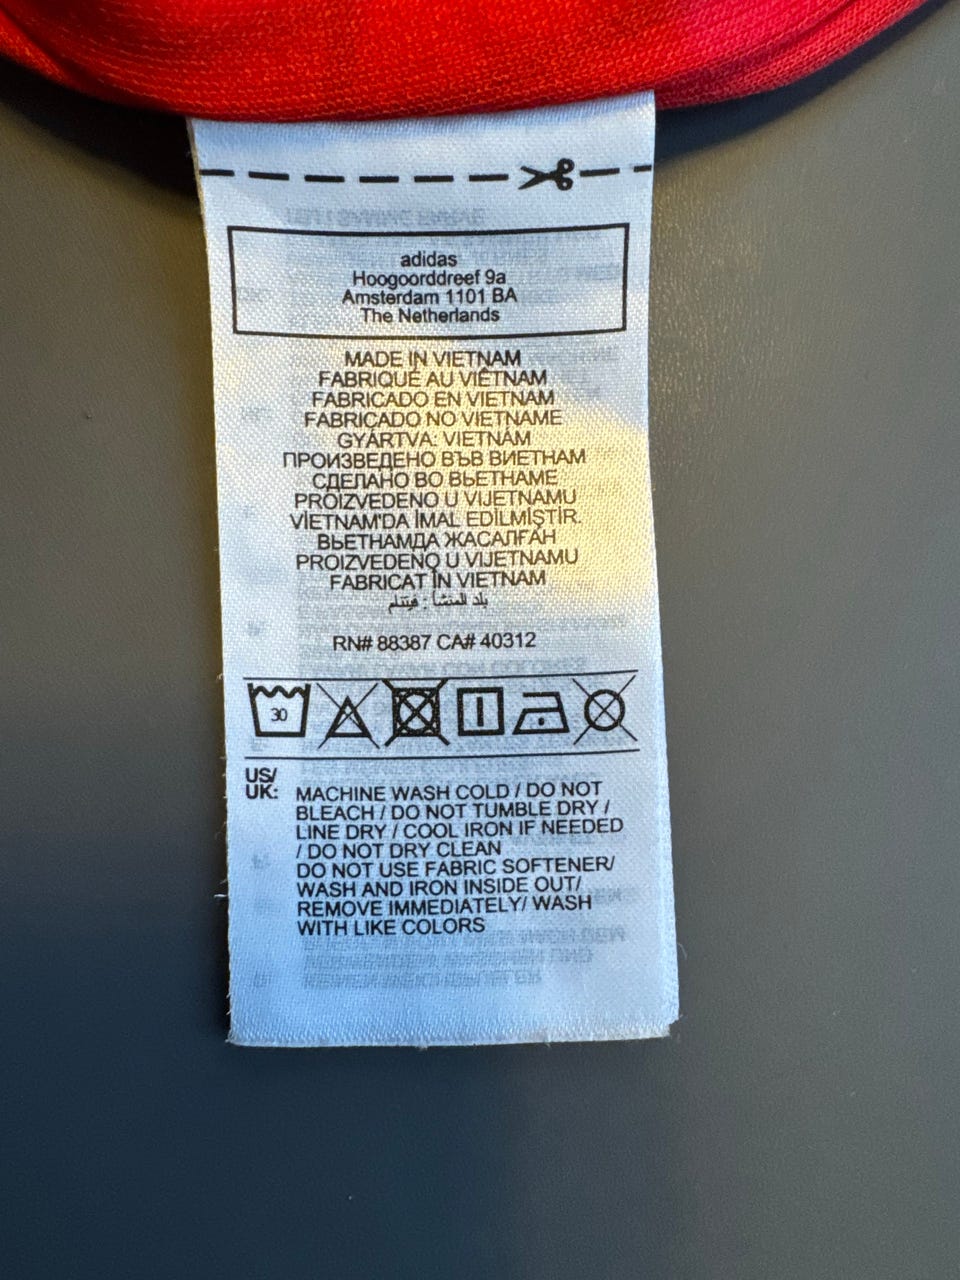 adidas
Hoogoorddreef 9a
Amsterdam 1101 BA
The Netherlands
MADE IN VIETNAM
FABRIQUÉ AU VIÊTNAM
FABRICADO EN VIETNAM
FABRICADO NO VIETNAME
GYÁRTVA: VIETNÁM
ПРОИЗВЕДЕНО ВЪВ ВИЕТНАМ
СДЕЛАНО ВО ВЬЕТНАМЕ
PROIZVEDENO U VIJETNAMU
VİETNAM'DA İMAL EDİLMİŞTİR.
ВЬЕТНАМДА ЖАСАЛҒАН
PROIZVEDENO U VIJETNAMU
FABRICAT ÎN VIETNAM
بلد المنشأ : فيتنام
RN# 88387 CA# 40312
30
US/
UK:
MACHINE WASH COLD / DO NOT
BLEACH / DO NOT TUMBLE DRY /
LINE DRY / COOL IRON IF NEEDED
/ DO NOT DRY CLEAN
DO NOT USE FABRIC SOFTENER/
WASH AND IRON INSIDE OUT/
REMOVE IMMEDIATELY/ WASH
WITH LIKE COLORS